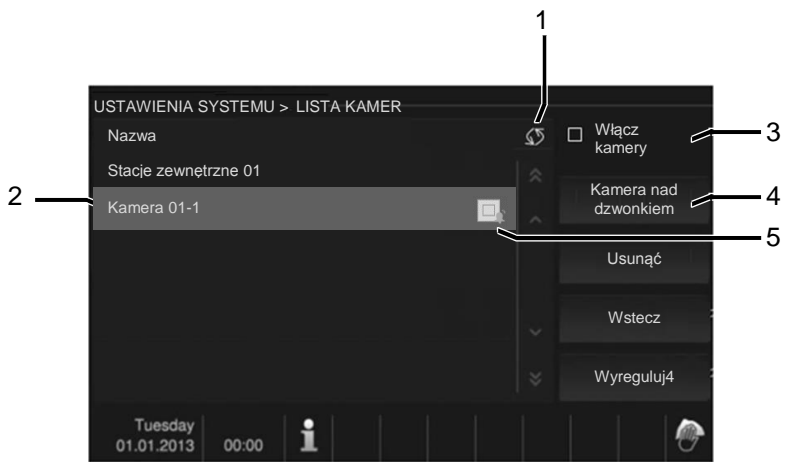 1
USTAWIENIA SYSTEMU > LISTA KAMER
Nazwa
Włącz
kamery
3
Stacje zewnętrzne 01
2
Kamera 01-1
Kamera nad
dzwonkiem
4
5
Usunąć
Wstecz
Wyreguluj4
Tuesday
01.01.2013
00:00